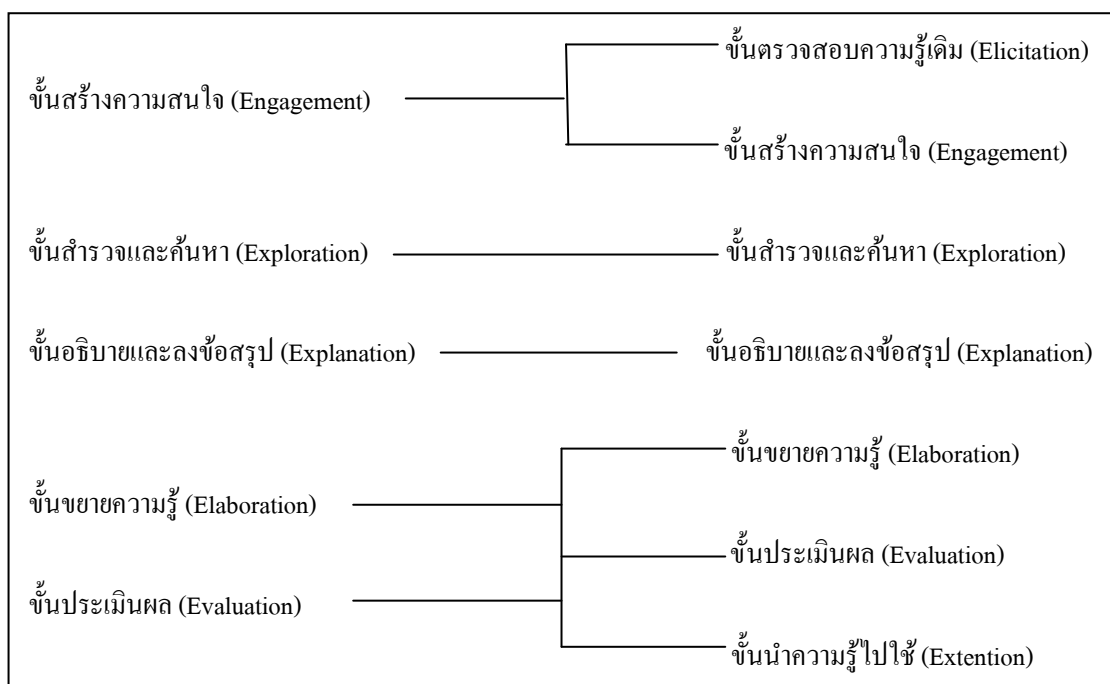 ขั้นตรวจสอบความรู้เดิม (Elicitation)
ขั้นสร้างความสนใจ (Engagement)
ขั้นสร้างความสนใจ (Engagement)
ขั้นสำรวจและค้นหา (Exploration)
ขั้นสำรวจและค้นหา (Exploration)
ขั้นอธิบายและลงข้อสรุป (Explanation)
ขั้นอธิบายและลงข้อสรุป (Explanation)
ขั้นขยายความรู้ (Elaboration)
ขั้นขยายความรู้ (Elaboration)
ขั้นประเมินผล (Evaluation)
ขั้นประเมินผล (Evaluation)
ขั้นนำความรู้ไปใช้ (Extention)